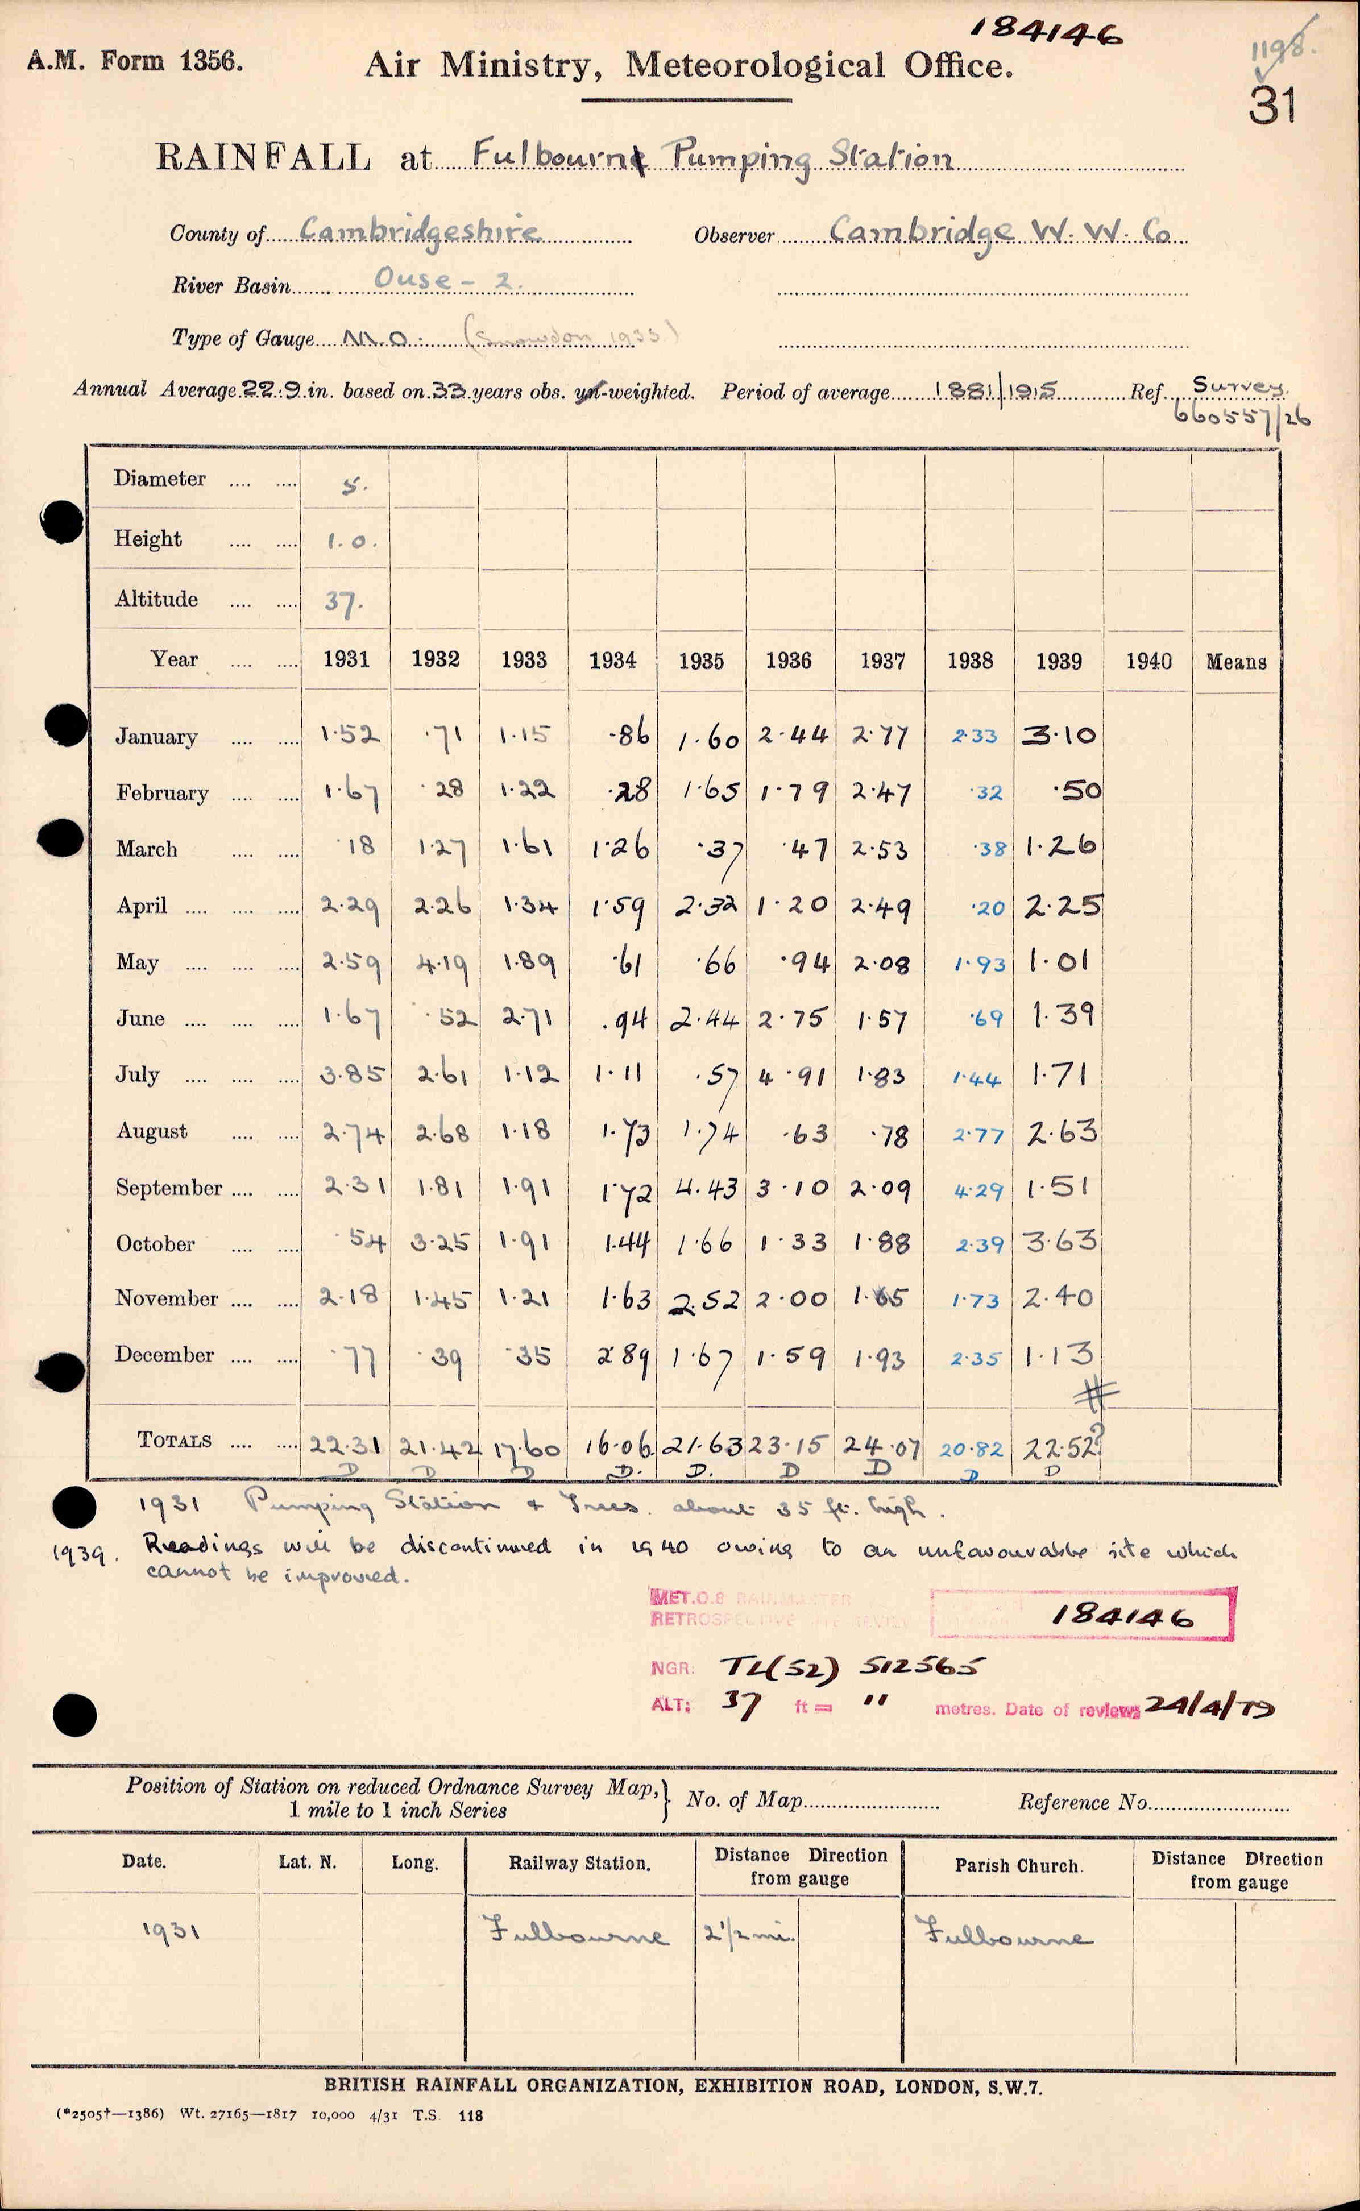 184146
A.M. Form 1356.
Air Ministry, Meteorological Office.
1198.
31
RAINFALL at Fulbourn Pumping Station
County of Cambridgeshire Observer Cambridge W. W. Co
River Basin Ouse - 2.
Type of Gauge M.O. (Snowdon 1933)
Annual Average 22.9 in. based on 33 years obs. un-weighted. Period of average 1881/1915 Ref. Survey
660557/26
Diameter .... .... 5.
Height .... .... 1.0.
Altitude .... .... 37.
Year .... .... 1931 1932 1933 1934 1935 1936 1937 1938 1939 1940 Means
January .... .... 1.52 .71 1.15 .86 1.60 2.44 2.77 2.33 3.10
February .... .... 1.67 .28 1.22 .28 1.65 1.79 2.47 .32 .50
March .... .... .18 1.27 1.61 1.26 .37 .47 2.53 .38 1.26
April .... .... .... 2.29 2.26 1.34 1.59 2.32 1.20 2.49 .20 2.25
May .... .... .... 2.59 4.19 1.89 .61 .66 .94 2.08 1.93 1.01
June .... .... .... 1.67 .52 2.71 .94 2.44 2.75 1.57 .69 1.39
July .... .... .... 3.85 2.61 1.12 1.11 .57 4.91 1.83 1.44 1.71
August .... .... 2.74 2.68 1.18 1.73 1.74 .63 .78 2.77 2.63
September .... .... 2.31 1.81 1.91 1.72 4.43 3.10 2.09 4.29 1.51
October .... .... .54 3.25 1.91 1.44 1.66 1.33 1.88 2.39 3.63
November .... .... 2.18 1.45 1.21 1.63 2.52 2.00 1.65 1.73 2.40
December .... .... .77 .39 .35 2.89 1.67 1.59 1.93 2.35 1.13
#
TOTALS .... .... 22.31 21.42 17.60 16.06 21.63 23.15 24.07 20.82 22.52?
D D D D. D. D D D D
1931 Pumping Station & Trees. about 35 ft. high.
1939. Readings will be discontinued in 1940 owing to an unfavourable site which
cannot be improved.
MET.O.8 RAINMASTER
RETROSPECTIVE 184146
NGR: TL(52) 512565
ALT: 37 ft = 11 metres. Date of review 24/4/79
Position of Station on reduced Ordnance Survey Map,
1 mile to 1 inch Series
No. of Map Reference No.
Date. Lat. N. Long. Railway Station. Distance Direction from gauge Parish Church. Distance Direction from gauge
1931 Fulbourne 2 1/2 mi. Fulbourne
BRITISH RAINFALL ORGANIZATION, EXHIBITION ROAD, LONDON, S.W.7.
(*2505†—1386) Wt. 27165—1817 10,000 4/31 T.S. 118